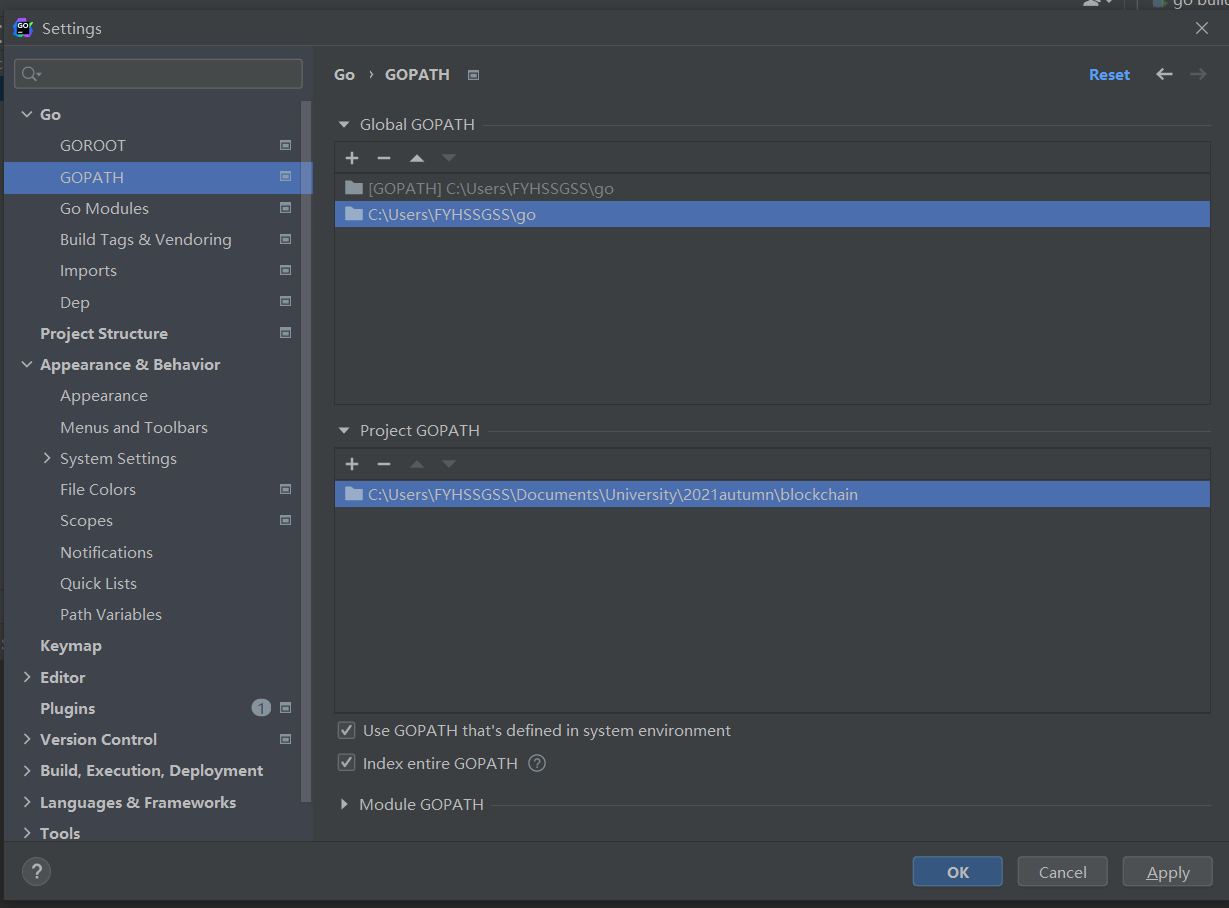 go build
GO
Settings
Go › GOPATH
Reset
Go
GOROOT
GOPATH
Go Modules
Build Tags & Vendoring
Imports
Dep
Project Structure
Appearance & Behavior
Appearance
Menus and Toolbars
System Settings
File Colors
Scopes
Notifications
Quick Lists
Path Variables
Keymap
Editor
Plugins 1
Version Control
Build, Execution, Deployment
Languages & Frameworks
Tools
Global GOPATH
[GOPATH] C:\Users\FYHSSGSS\go
C:\Users\FYHSSGSS\go
Project GOPATH
C:\Users\FYHSSGSS\Documents\University\2021autumn\blockchain
Use GOPATH that's defined in system environment
Index entire GOPATH ?
Module GOPATH
?
OK
Cancel
Apply